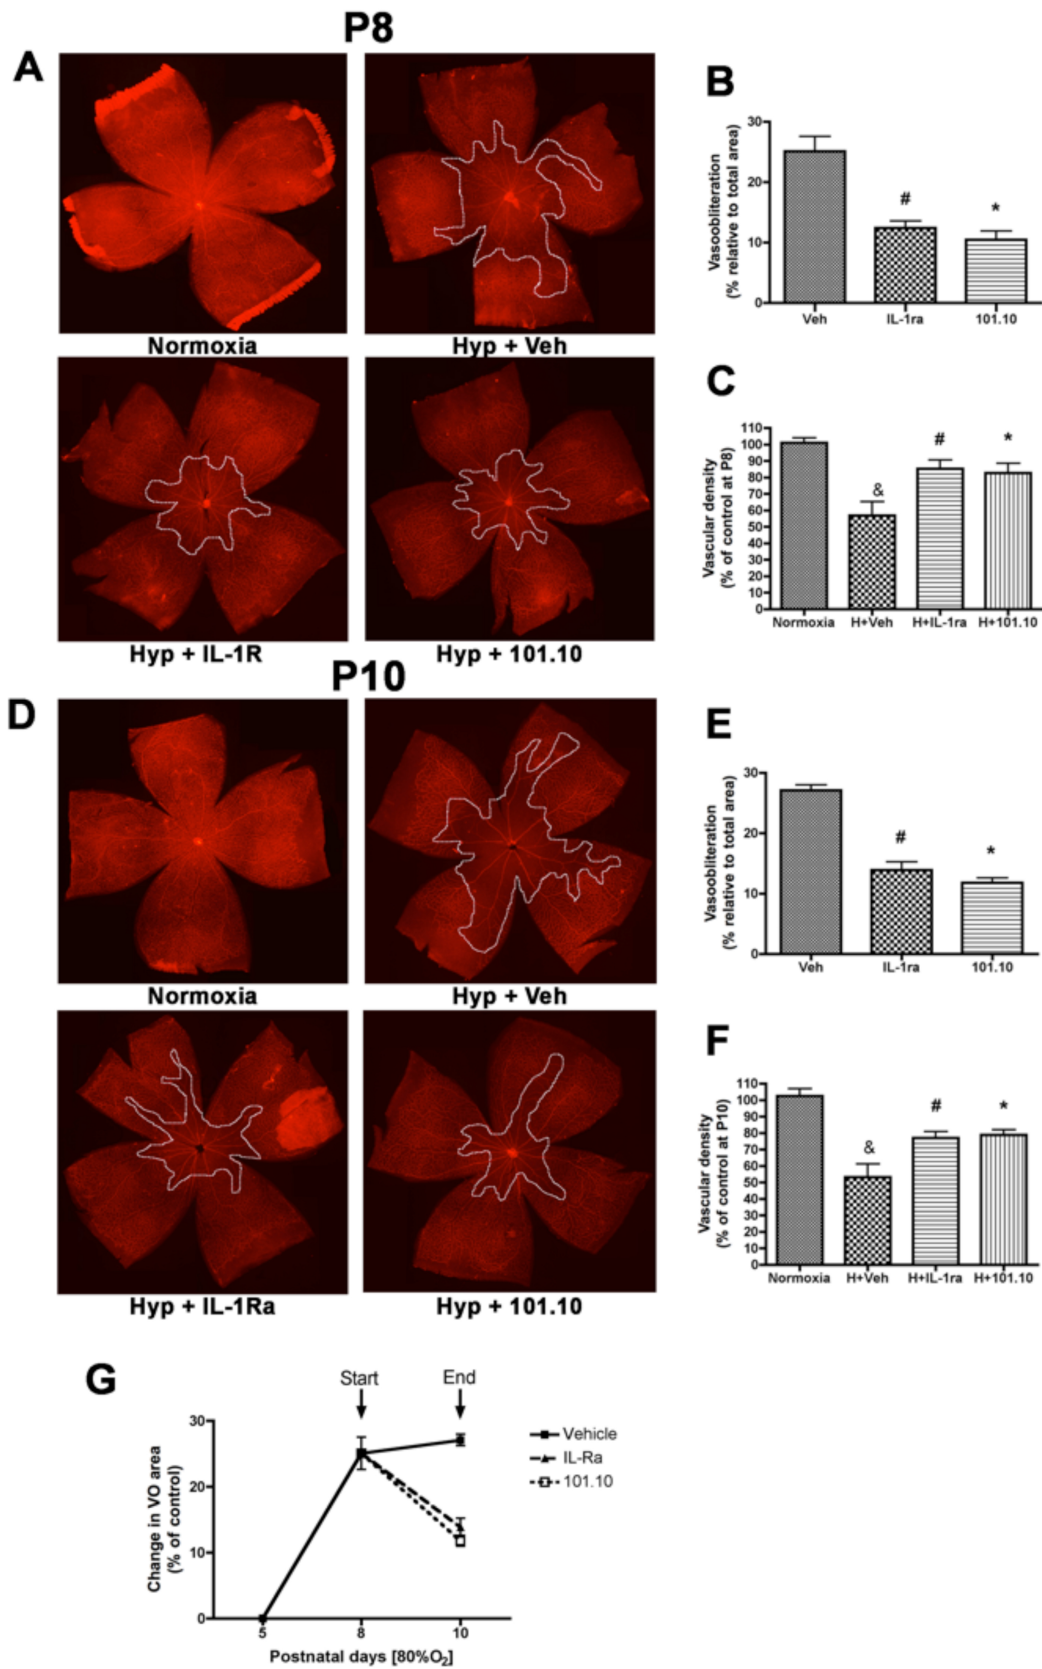 P8
A
Normoxia
Hyp + Veh
Hyp + IL-1R
Hyp + 101.10
B
Vasoobliteration
(% relative to total area)
30
20
10
0
#
*
Veh
IL-1ra
101.10
C
Vascular density
(% of control at P8)
110
100
90
80
70
60
50
40
30
20
10
0
&
#
*
Normoxia
H+Veh
H+IL-1ra
H+101.10
P10
D
Normoxia
Hyp + Veh
Hyp + IL-1Ra
Hyp + 101.10
E
Vasoobliteration
(% relative to total area)
30
20
10
0
#
*
Veh
IL-1ra
101.10
F
Vascular density
(% of control at P10)
110
100
90
80
70
60
50
40
30
20
10
0
&
#
*
Normoxia
H+Veh
H+IL-1ra
H+101.10
G
Start
End
Change in VO area
(% of control)
30
20
10
0
5
8
10
Postnatal days [80%O₂]
Vehicle
IL-Ra
101.10